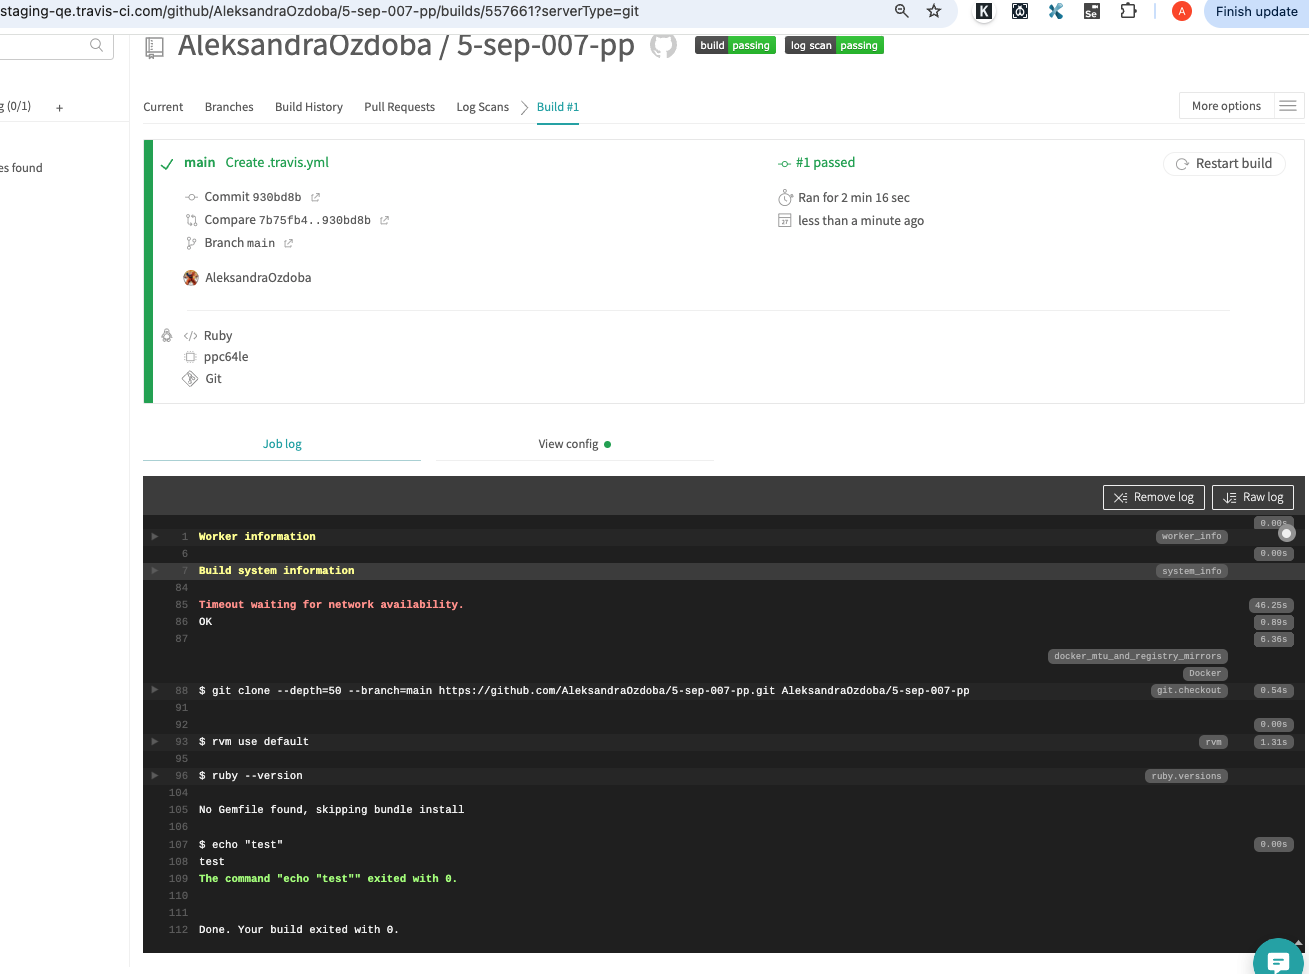 staging-qe.travis-ci.com/github/AleksandraOzdoba/5-sep-007-pp/builds/557661?serverType=git
K
Se
A
Finish update
AleksandraOzdoba / 5-sep-007-pp
build passing
log scan passing
g (0/1) +
es found
Current Branches Build History Pull Requests Log Scans Build #1
More options
main Create .travis.yml
#1 passed
Restart build
Commit 930bd8b
Ran for 2 min 16 sec
Compare 7b75fb4..930bd8b
27
less than a minute ago
Branch main
AleksandraOzdoba
</> Ruby
ppc64le
Git
Job log
View config
Remove log
Raw log
0.00s
1 Worker information worker_info
6 0.00s
7 Build system information system_info
84
85 Timeout waiting for network availability. 46.25s
86 OK 0.89s
87 6.36s
docker_mtu_and_registry_mirrors
Docker
88 $ git clone --depth=50 --branch=main https://github.com/AleksandraOzdoba/5-sep-007-pp.git AleksandraOzdoba/5-sep-007-pp git.checkout 0.54s
91
92 0.00s
93 $ rvm use default rvm 1.31s
95
96 $ ruby --version ruby.versions
104
105 No Gemfile found, skipping bundle install
106
107 $ echo "test" 0.00s
108 test
109 The command "echo "test"" exited with 0.
110
111
112 Done. Your build exited with 0.